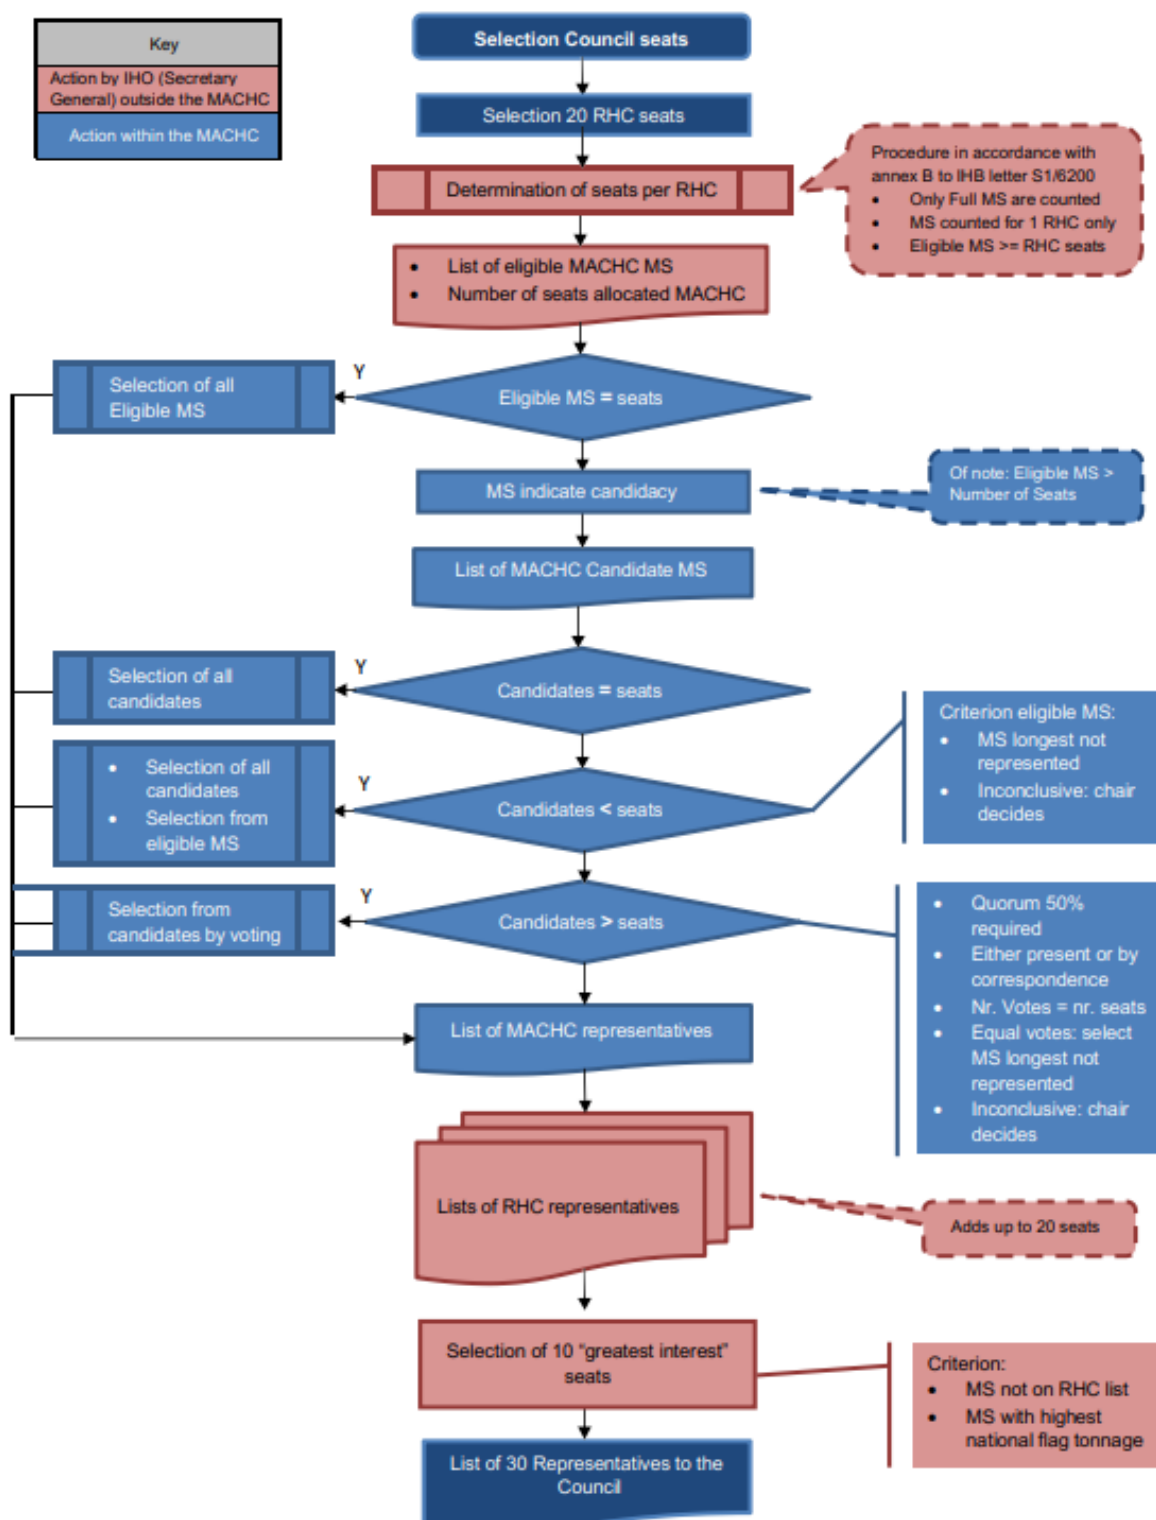 Key
Action by IHO (Secretary
General) outside the MACHC
Action within the MACHC
Selection Council seats
Selection 20 RHC seats
Determination of seats per RHC
Procedure in accordance with
annex B to IHB letter S1/6200
• Only Full MS are counted
• MS counted for 1 RHC only
• Eligible MS >= RHC seats
• List of eligible MACHC MS
• Number of seats allocated MACHC
Eligible MS = seats
Y
Selection of all
Eligible MS
MS indicate candidacy
Of note: Eligible MS >
Number of Seats
List of MACHC Candidate MS
Candidates = seats
Y
Selection of all
candidates
Criterion eligible MS:
• MS longest not
represented
• Inconclusive: chair
decides
Candidates < seats
Y
• Selection of all
candidates
• Selection from
eligible MS
Candidates > seats
Y
Selection from
candidates by voting
• Quorum 50%
required
• Either present or by
correspondence
• Nr. Votes = nr. seats
• Equal votes: select
MS longest not
represented
• Inconclusive: chair
decides
List of MACHC representatives
Lists of RHC representatives
Adds up to 20 seats
Selection of 10 “greatest interest”
seats
Criterion:
• MS not on RHC list
• MS with highest
national flag tonnage
List of 30 Representatives to the
Council